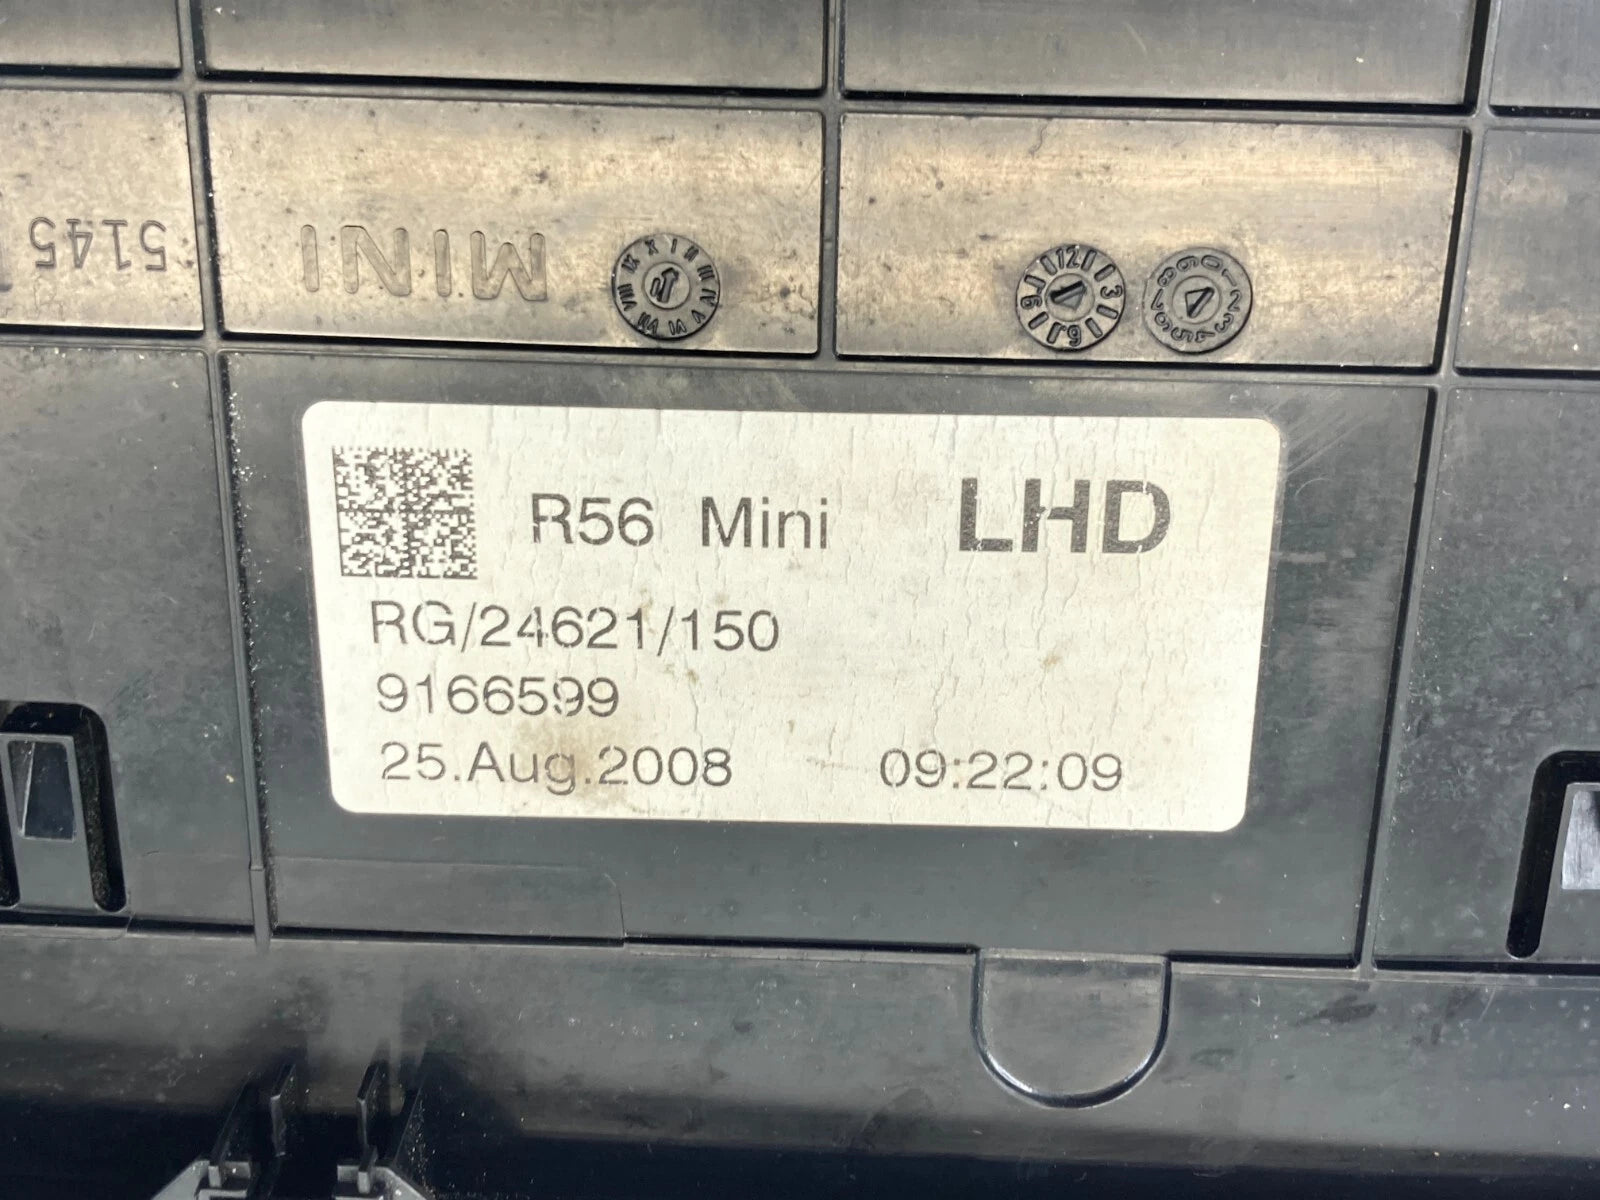 5145
MINI
R56 Mini LHD
RG/24621/150
9166599
25.Aug.2008 09:22:09